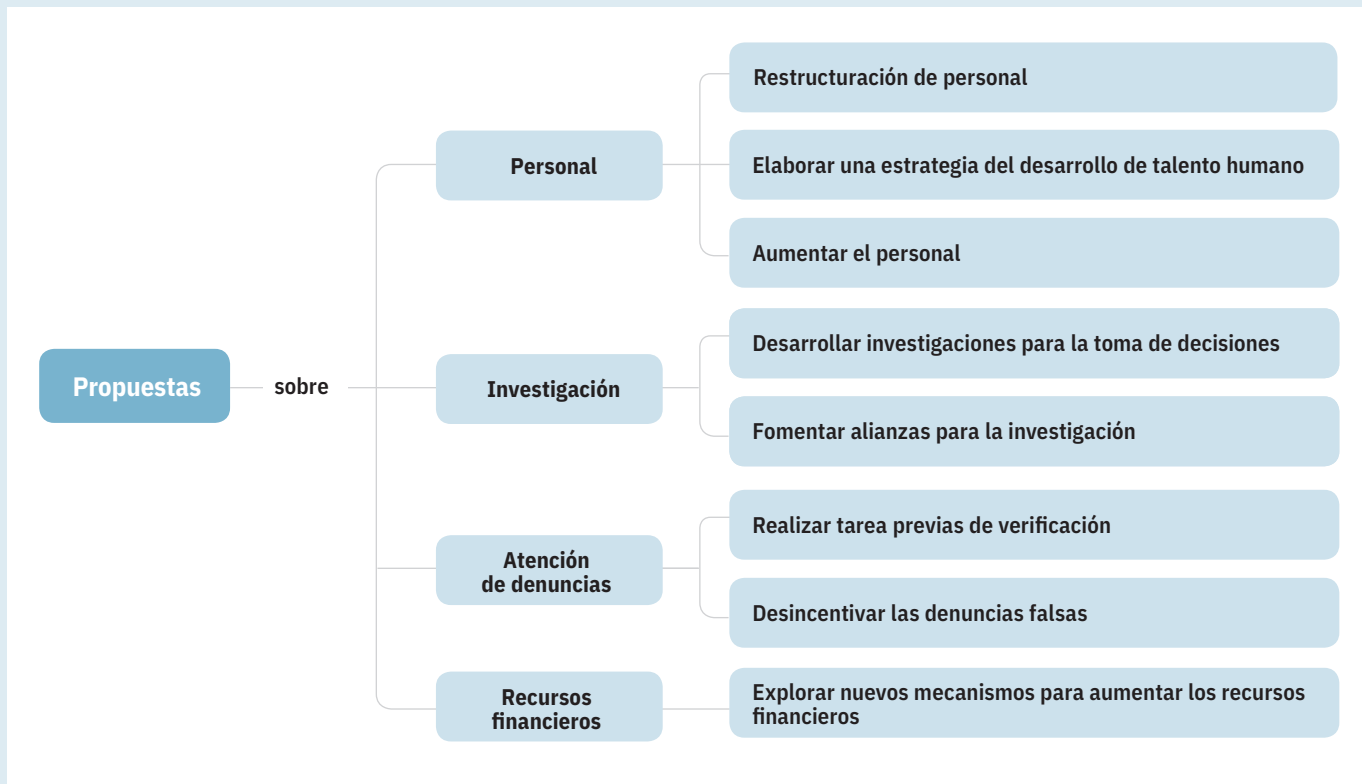 Propuestas
sobre
Personal
Restructuración de personal
Elaborar una estrategia del desarrollo de talento humano
Aumentar el personal
Investigación
Desarrollar investigaciones para la toma de decisiones
Fomentar alianzas para la investigación
Atención
de denuncias
Realizar tarea previas de verificación
Desincentivar las denuncias falsas
Recursos
financieros
Explorar nuevos mecanismos para aumentar los recursos
financieros